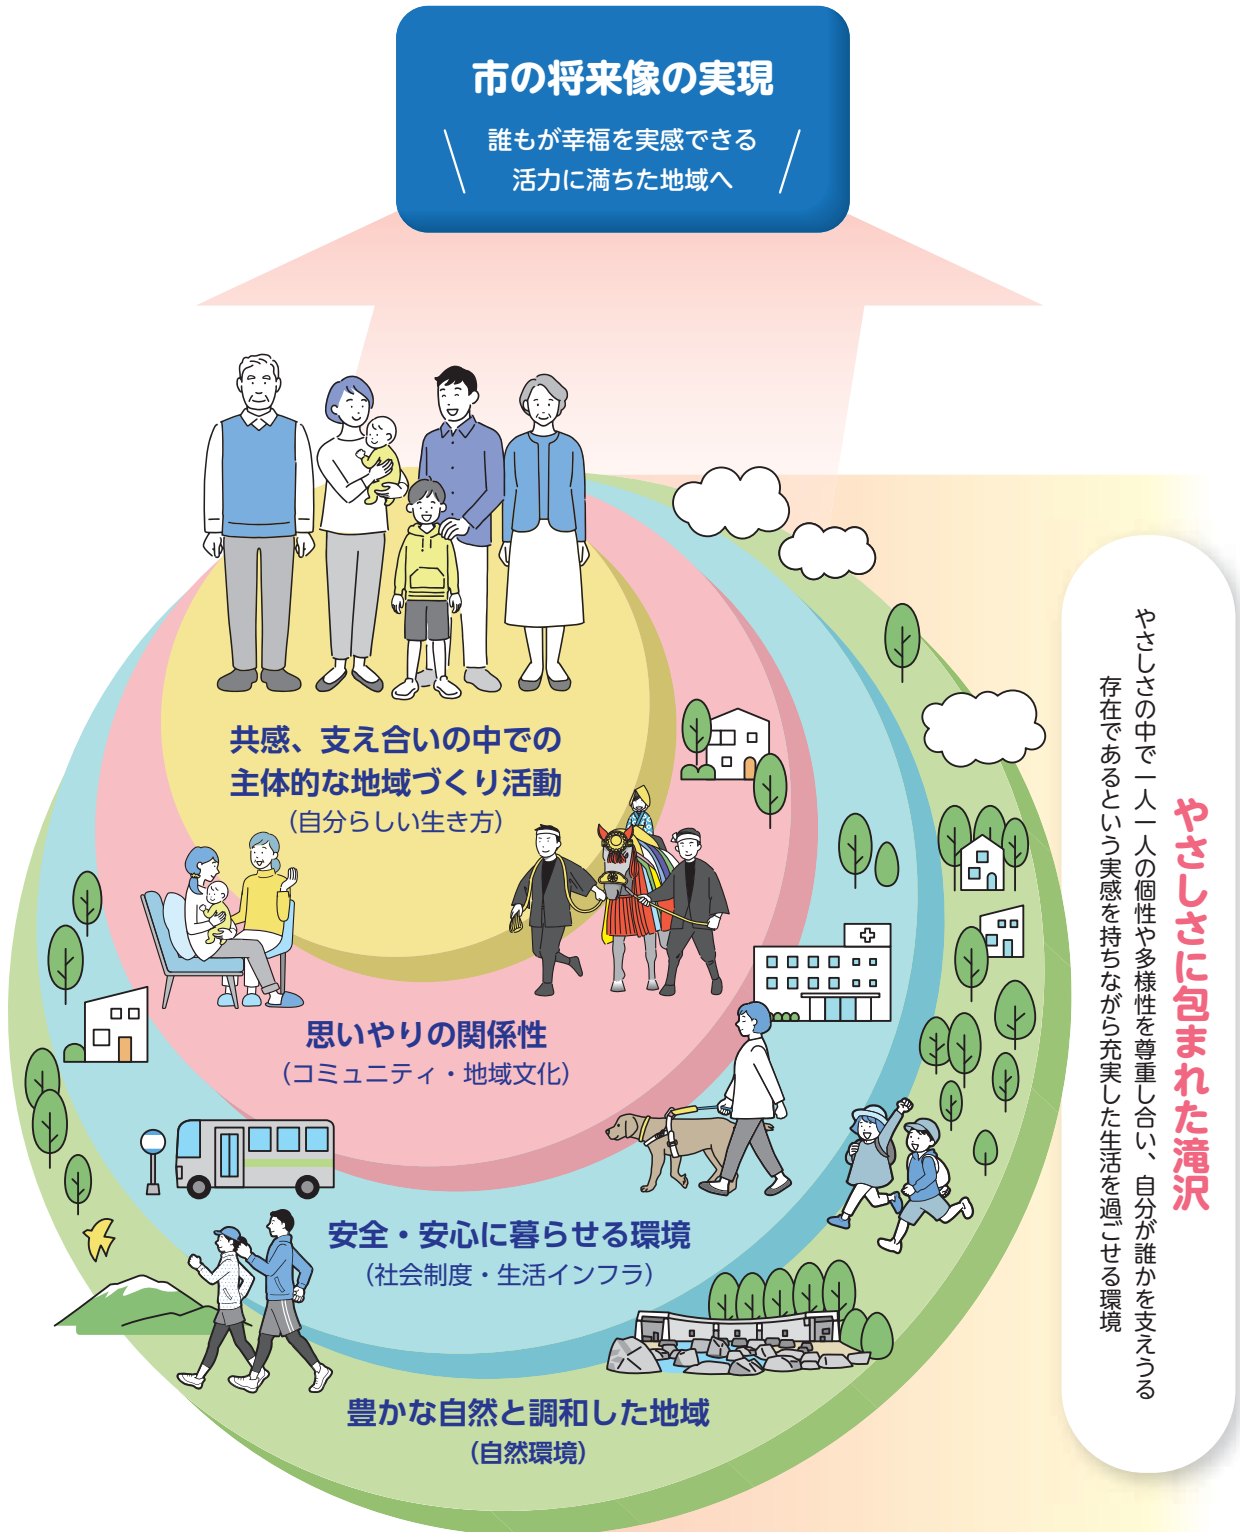 市の将来像の実現
誰もが幸福を実感できる
活力に満ちた地域へ
共感、支え合いの中での
主体的な地域づくり活動
（自分らしい生き方）
思いやりの関係性
（コミュニティ・地域文化）
安全・安心に暮らせる環境
（社会制度・生活インフラ）
豊かな自然と調和した地域
（自然環境）
やさしさに包まれた滝沢
やさしさの中で一人一人の個性や多様性を尊重し合い、自分が誰かを支えうる
存在であるという実感を持ちながら充実した生活を過ごせる環境